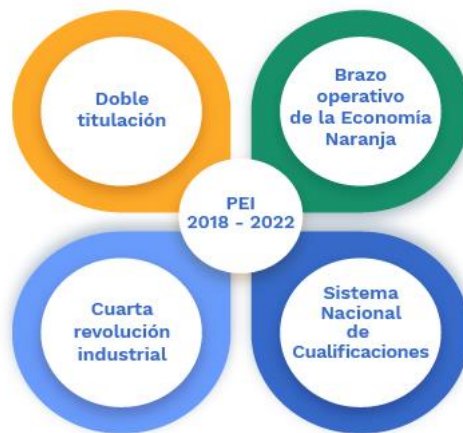 Doble
titulación
Brazo
operativo
de la Economía
Naranja
PEI
2018 - 2022
Cuarta
revolución
industrial
Sistema
Nacional
de
Cualificaciones